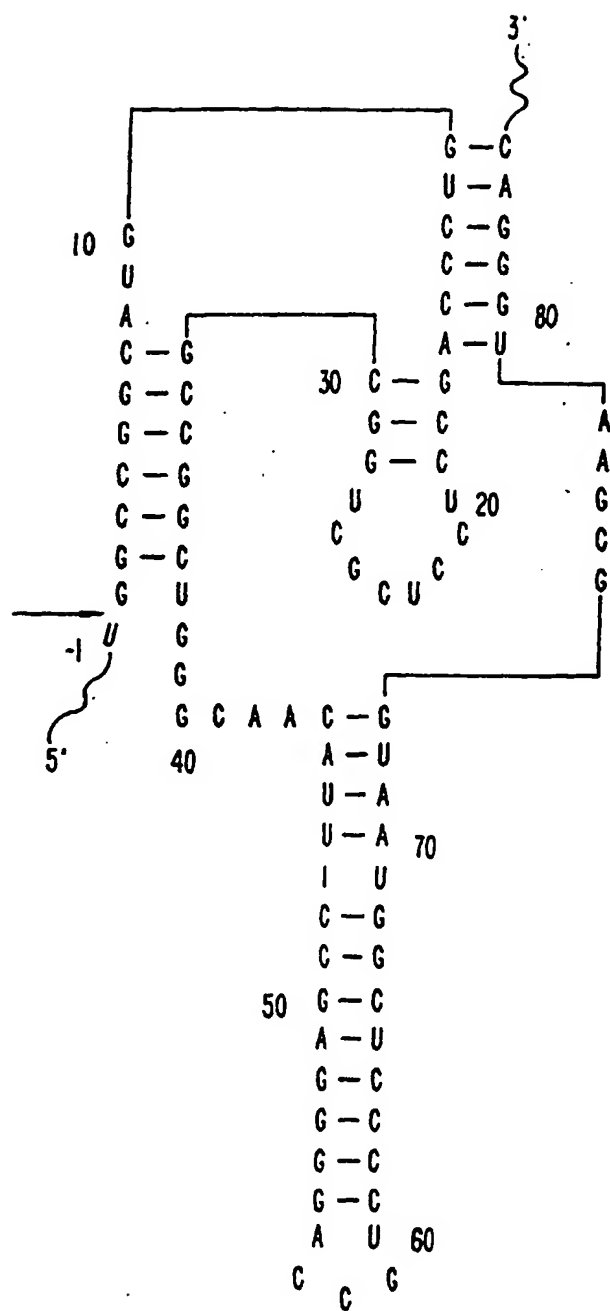 3'
G – C
U – A
10 G C – G
U C – G
A C – G 80
C – G A – U
G – C 30 C – G A
G – C G – C A
C – G G – C G
C – G U U 20 C
G – C C C G
G U G C U C
U G
-1 G
5' G C A A C – G
40 A – U
U – A
U – A 70
I U
C – G
C – G
50 G – C
A – U
G – C
G – C
G – C
G – C
A U 60
C C G